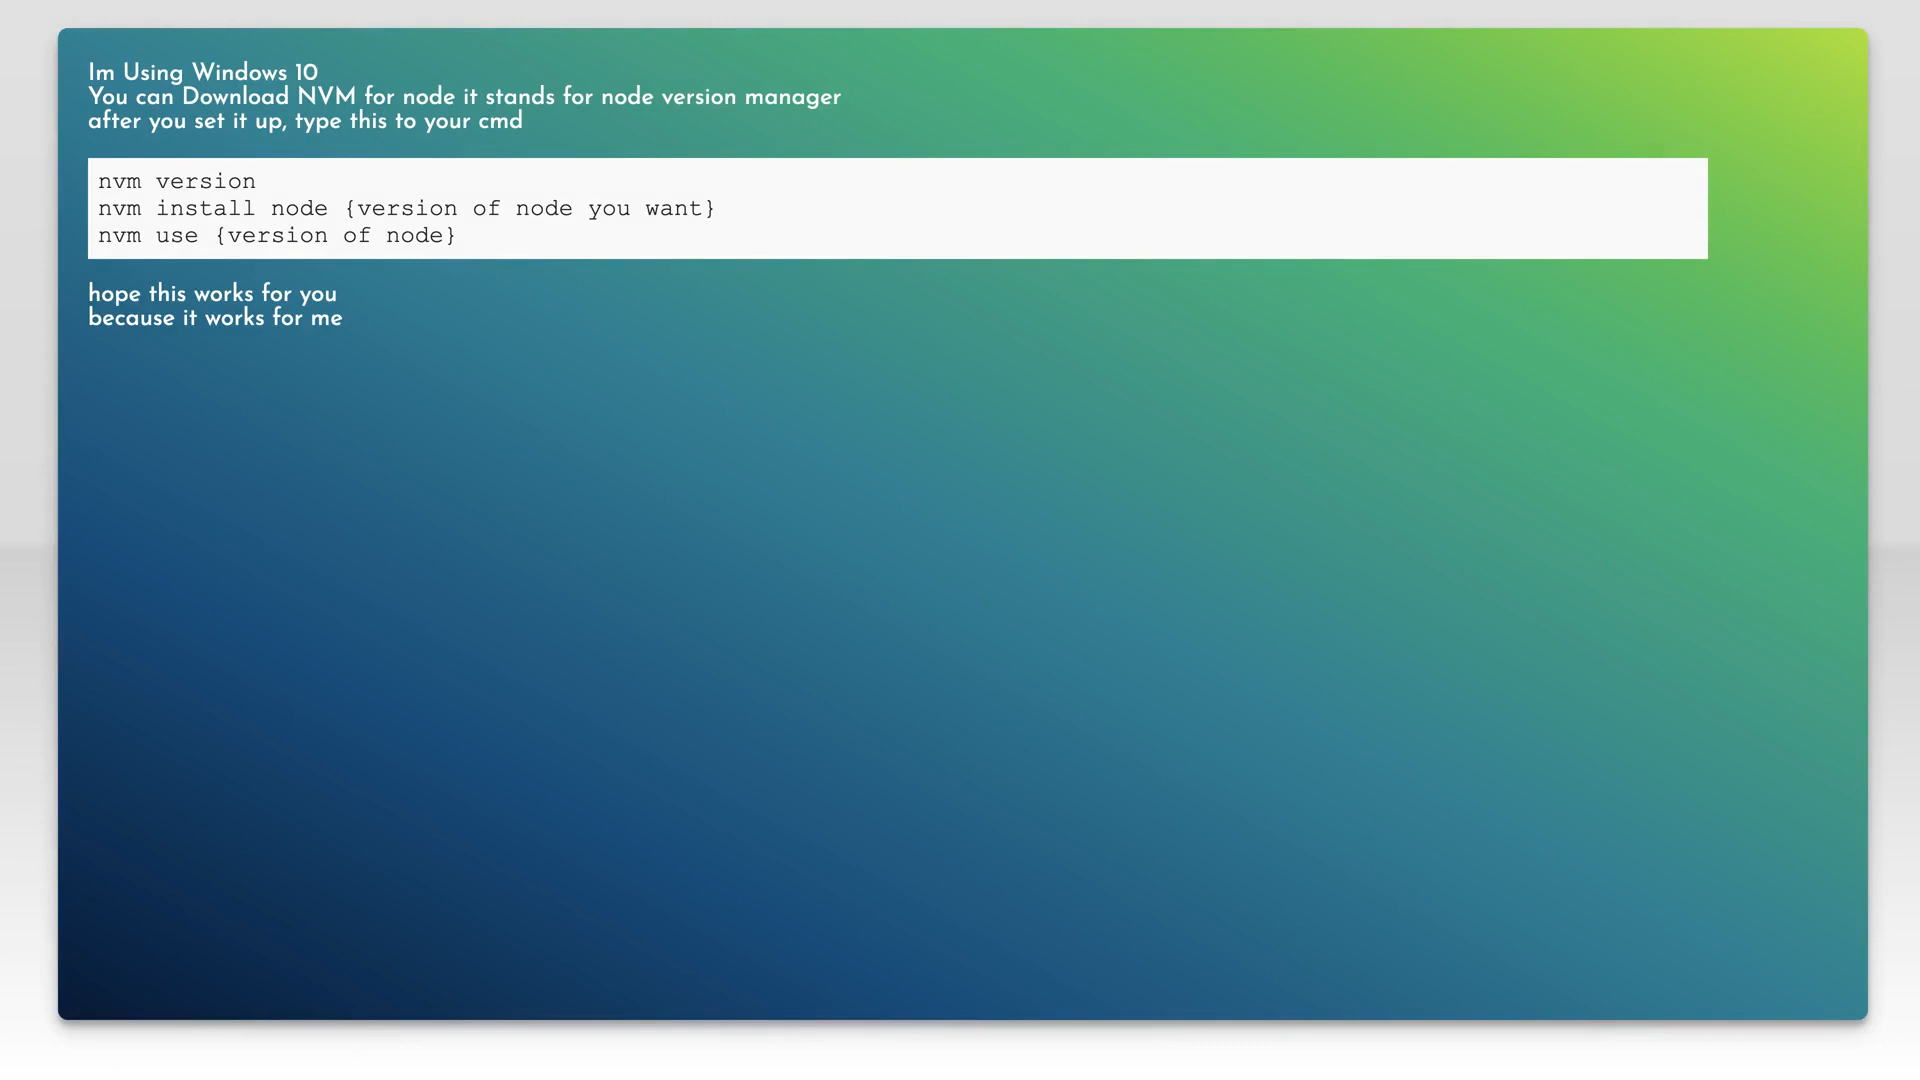 Im Using Windows 10
You can Download NVM for node it stands for node version manager
after you set it up, type this to your cmd
nvm version
nvm install node {version of node you want}
nvm use {version of node}
hope this works for you
because it works for me